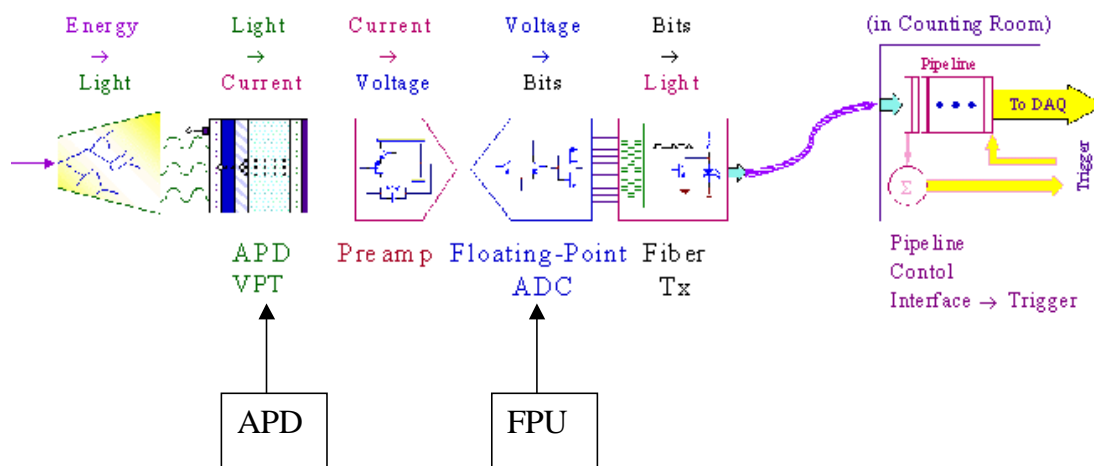 Energy
→
Light
Light
→
Current
Current
→
Voltage
Voltage
→
Bits
Bits
→
Light
(in Counting Room)
Pipeline
To DAQ
Trigger
Σ
APD
VPT
Preamp
Floating-Point
ADC
Fiber
Tx
Pipeline
Contol
Interface → Trigger
APD
FPU